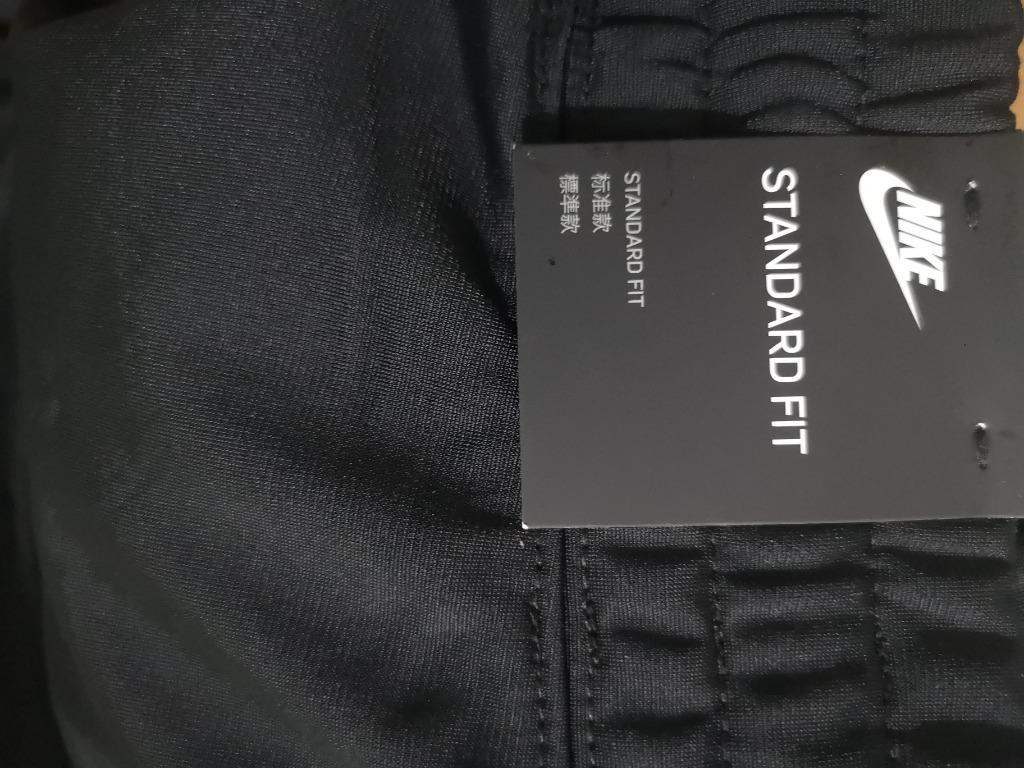 NIKE
STANDARD FIT
STANDARD FIT
标准款
標準款